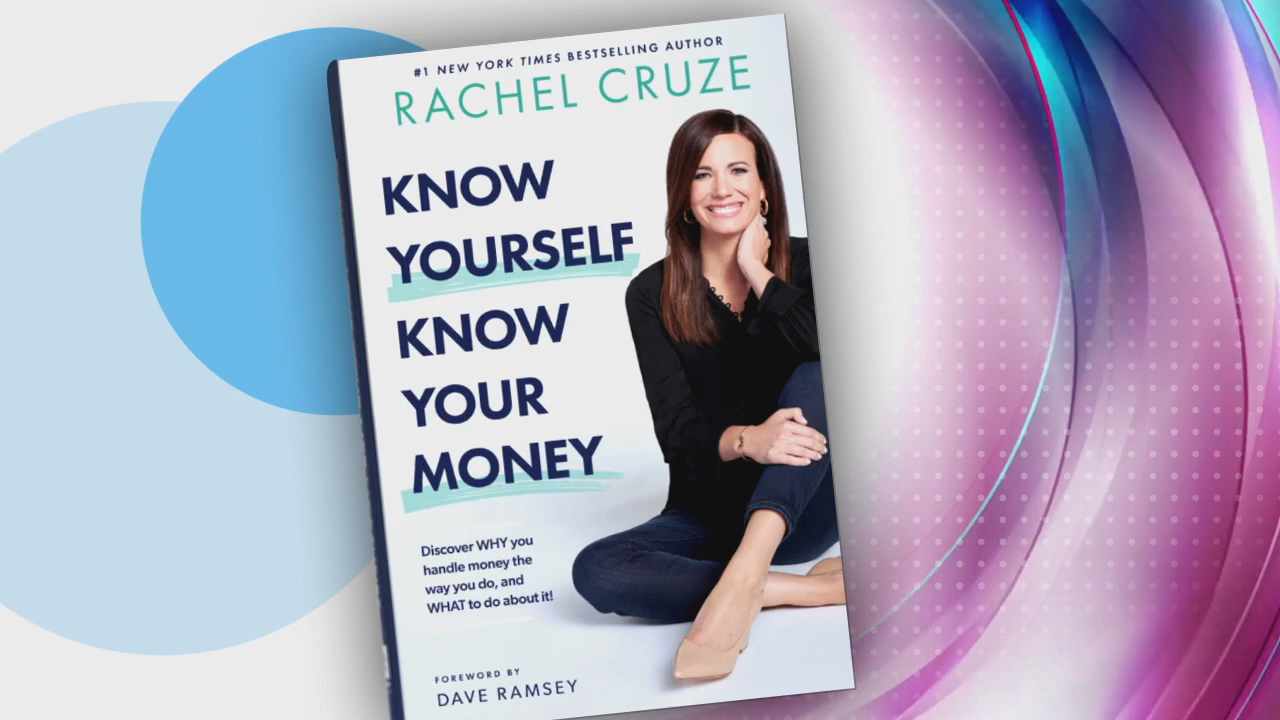 #1 NEW YORK TIMES BESTSELLING AUTHOR
RACHEL CRUZE
KNOW
YOURSELF
KNOW
YOUR
MONEY
Discover WHY you
handle money the
way you do, and
WHAT to do about it!
FOREWORD BY
DAVE RAMSEY